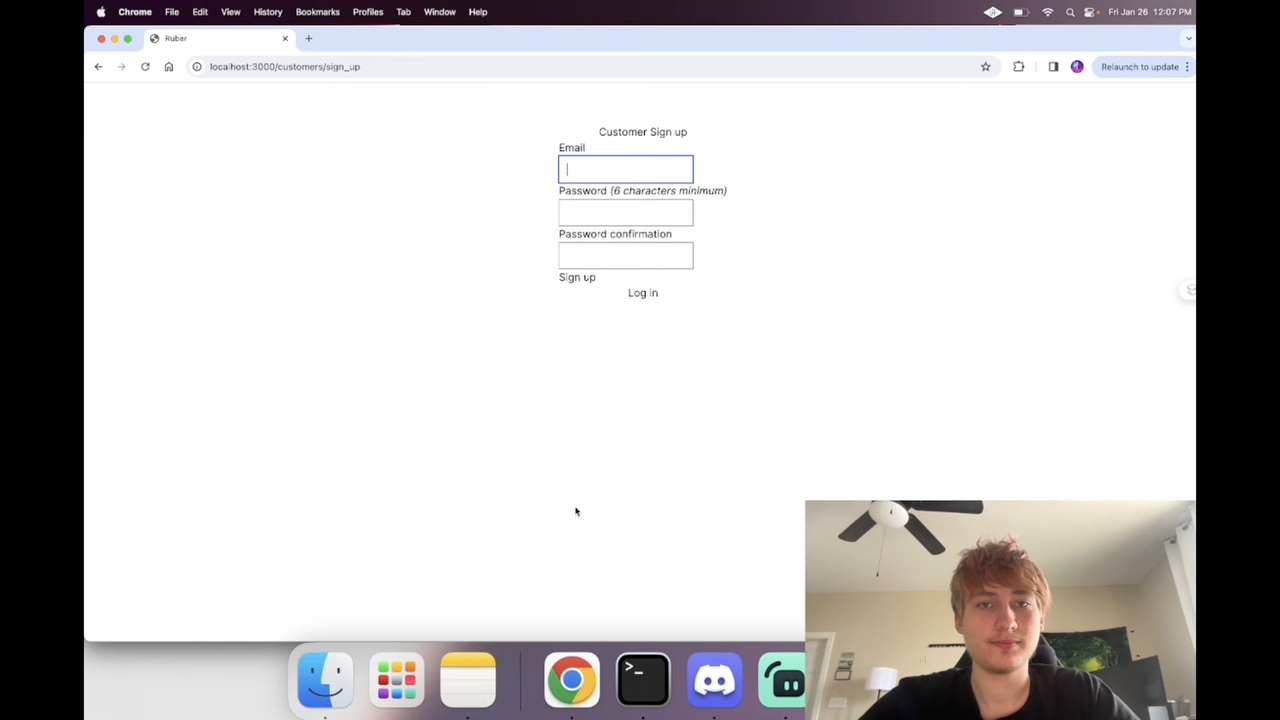 Chrome File Edit View History Bookmarks Profiles Tab Window Help Fri Jan 26 12:07 PM
Ruber
localhost:3000/customers/sign_up Relaunch to update
Customer Sign up
Email
Password (6 characters minimum)
Password confirmation
Sign up
Log in